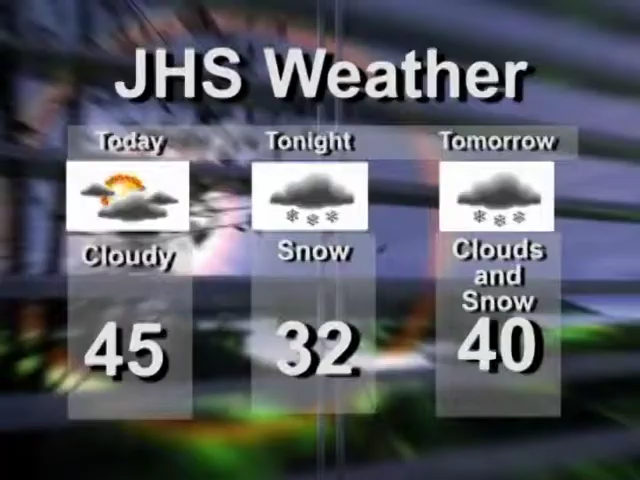 JHS Weather
Today
Tonight
Tomorrow
Cloudy
Snow
Clouds
and
Snow
45
32
40